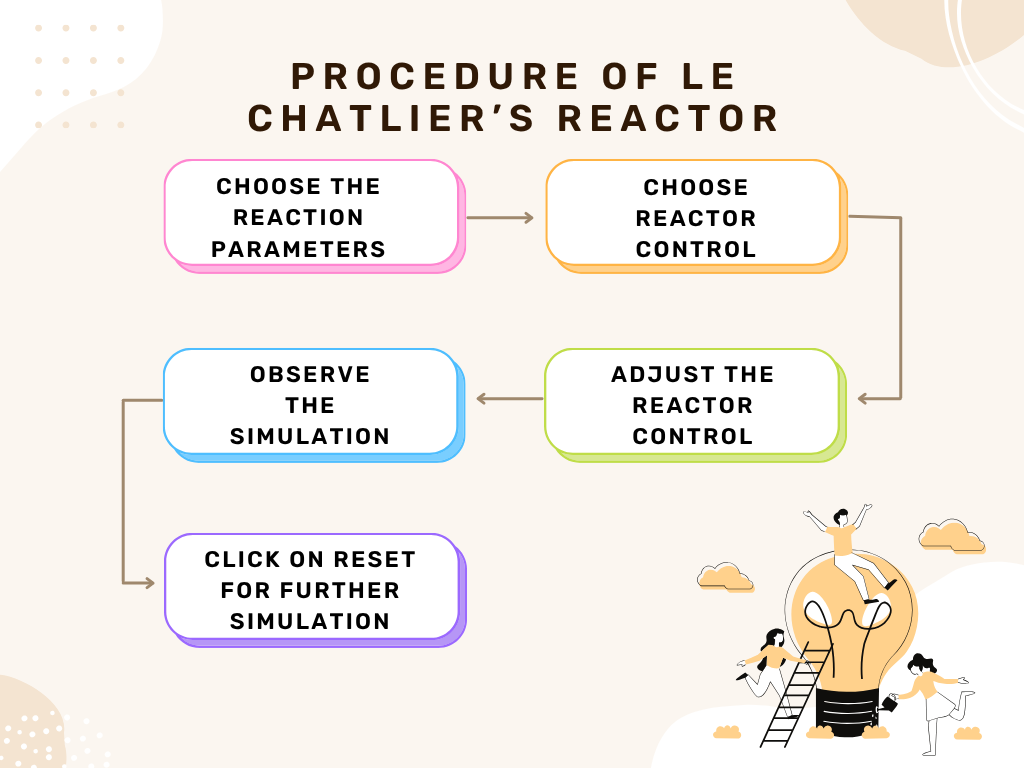 PROCEDURE OF LE
CHATLIER’S REACTOR
CHOOSE THE
REACTION
PARAMETERS
CHOOSE
REACTOR
CONTROL
ADJUST THE
REACTOR
CONTROL
OBSERVE
THE
SIMULATION
CLICK ON RESET
FOR FURTHER
SIMULATION